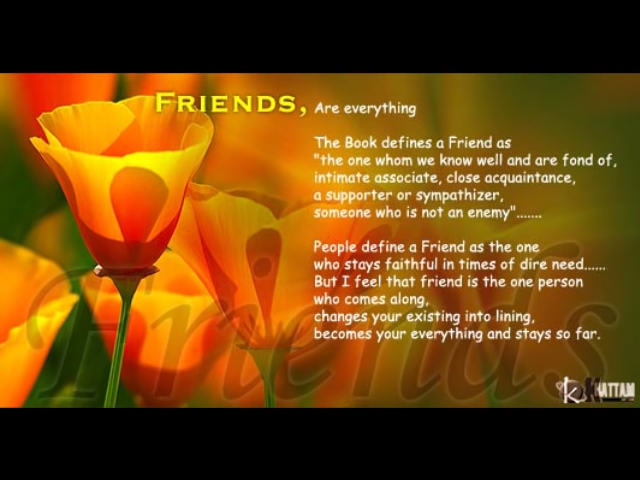 FRIENDS, Are everything
The Book defines a Friend as
"the one whom we know well and are fond of,
intimate associate, close acquaintance,
a supporter or sympathizer,
someone who is not an enemy".......
People define a Friend as the one
who stays faithful in times of dire need......
But I feel that friend is the one person
who comes along,
changes your existing into lining,
becomes your everything and stays so far.
Friends